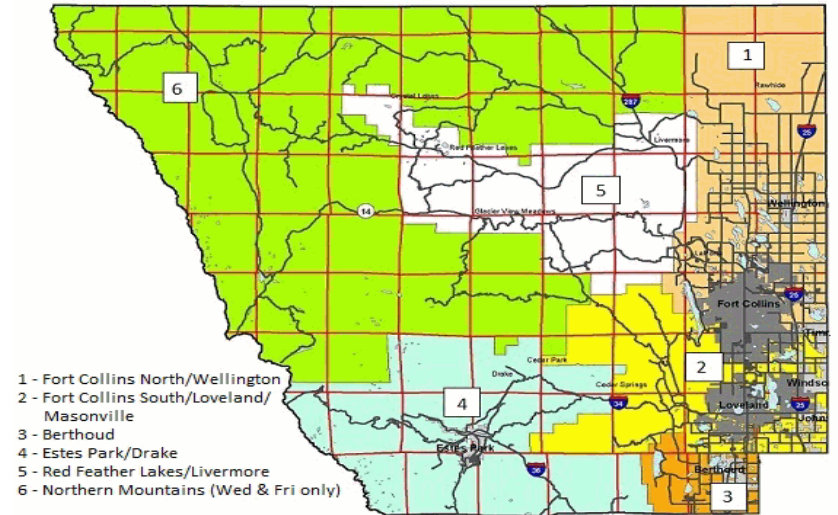 1
6
Rawhide
Crystal Lakes
287
25
Livermore
Red Feather Lakes
5
Wellington
14
Glacier View Meadows
LaPorte
25
Fort Collins
Cedar Park
Drake
2
Cedar Springs
Windso
4
34
Loveland
25
John
Estes Park
36
Berthoud
3
1 - Fort Collins North/Wellington
2 - Fort Collins South/Loveland/
Masonville
3 - Berthoud
4 - Estes Park/Drake
5 - Red Feather Lakes/Livermore
6 - Northern Mountains (Wed & Fri only)